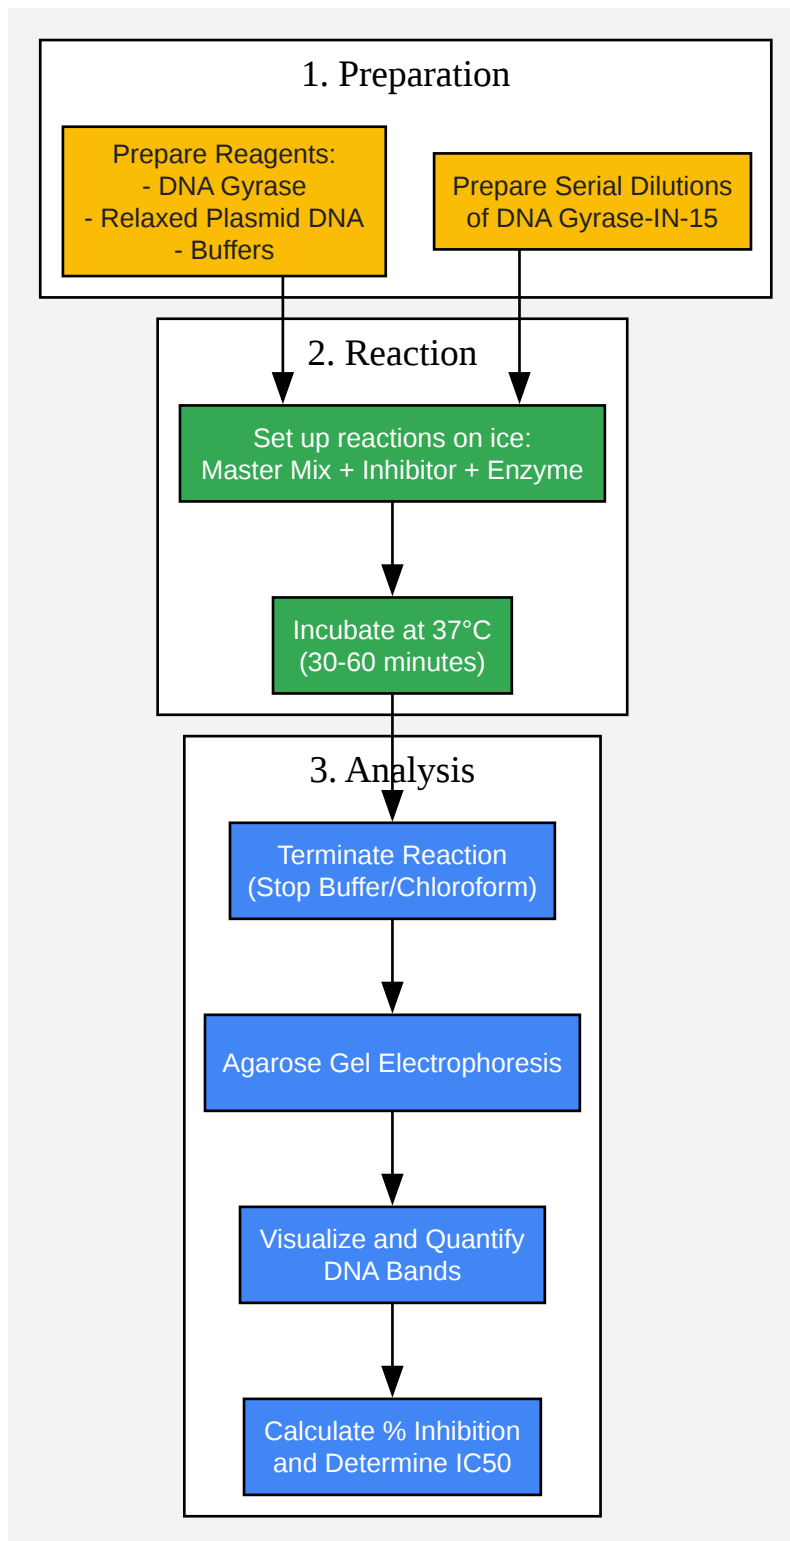 1. Preparation
Prepare Reagents:
- DNA Gyrase
- Relaxed Plasmid DNA
- Buffers
Prepare Serial Dilutions
of DNA Gyrase-IN-15
2. Reaction
Set up reactions on ice:
Master Mix + Inhibitor + Enzyme
Incubate at 37°C
(30-60 minutes)
3. Analysis
Terminate Reaction
(Stop Buffer/Chloroform)
Agarose Gel Electrophoresis
Visualize and Quantify
DNA Bands
Calculate % Inhibition
and Determine IC50